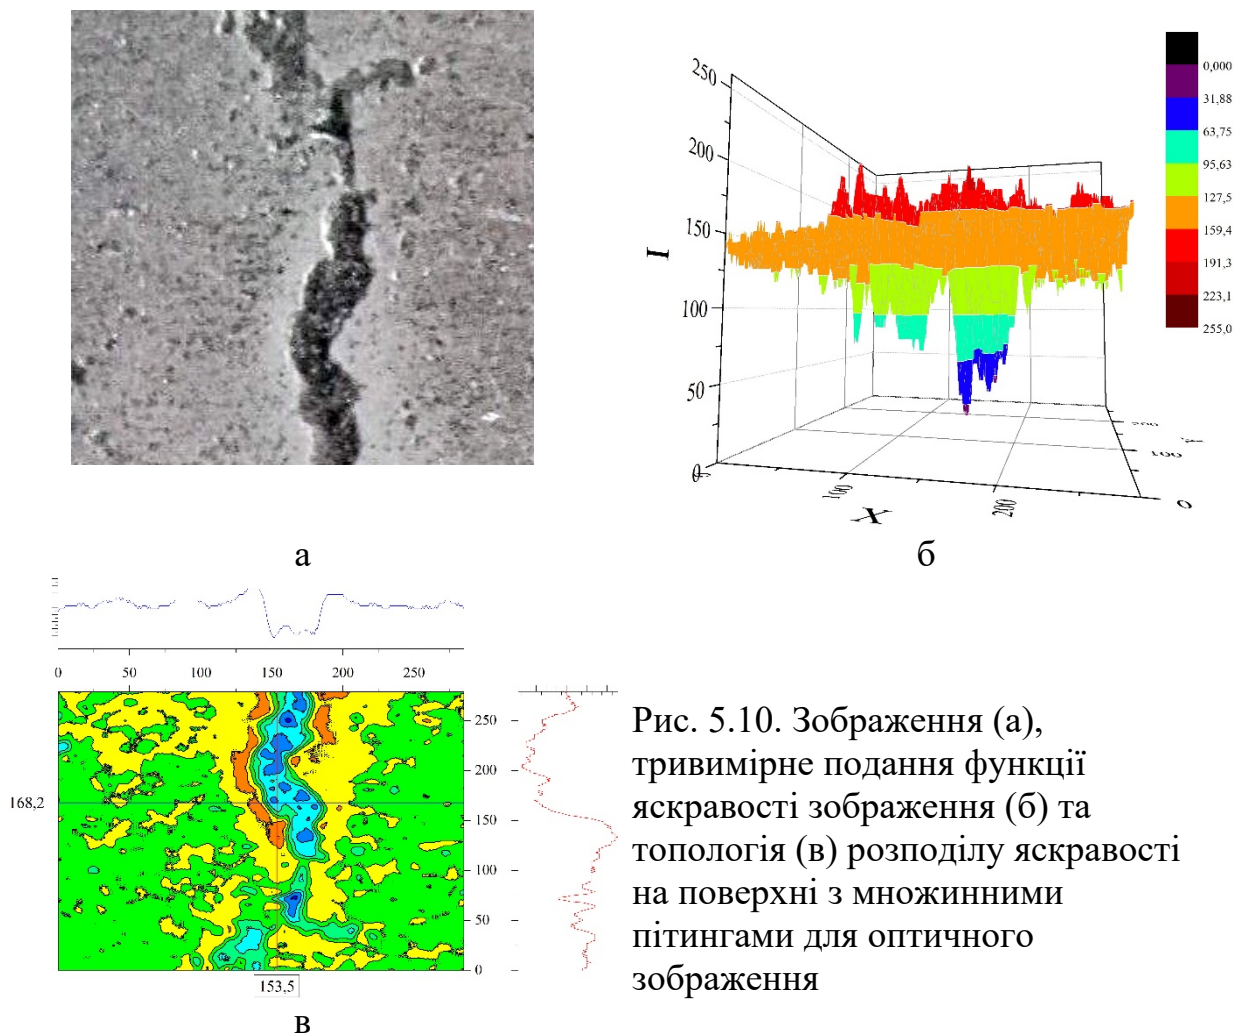 250
200
150
100
50
0
I
X
100
200
0
100
0,000
31,88
63,75
95,63
127,5
159,4
191,3
223,1
255,0
а
б
0 50 100 150 200 250
250
200
150
100
50
0
168,2
153,5
в
Рис. 5.10. Зображення (а),
тривимірне подання функції
яскравості зображення (б) та
топологія (в) розподілу яскравості
на поверхні з множинними
пітингами для оптичного
зображення